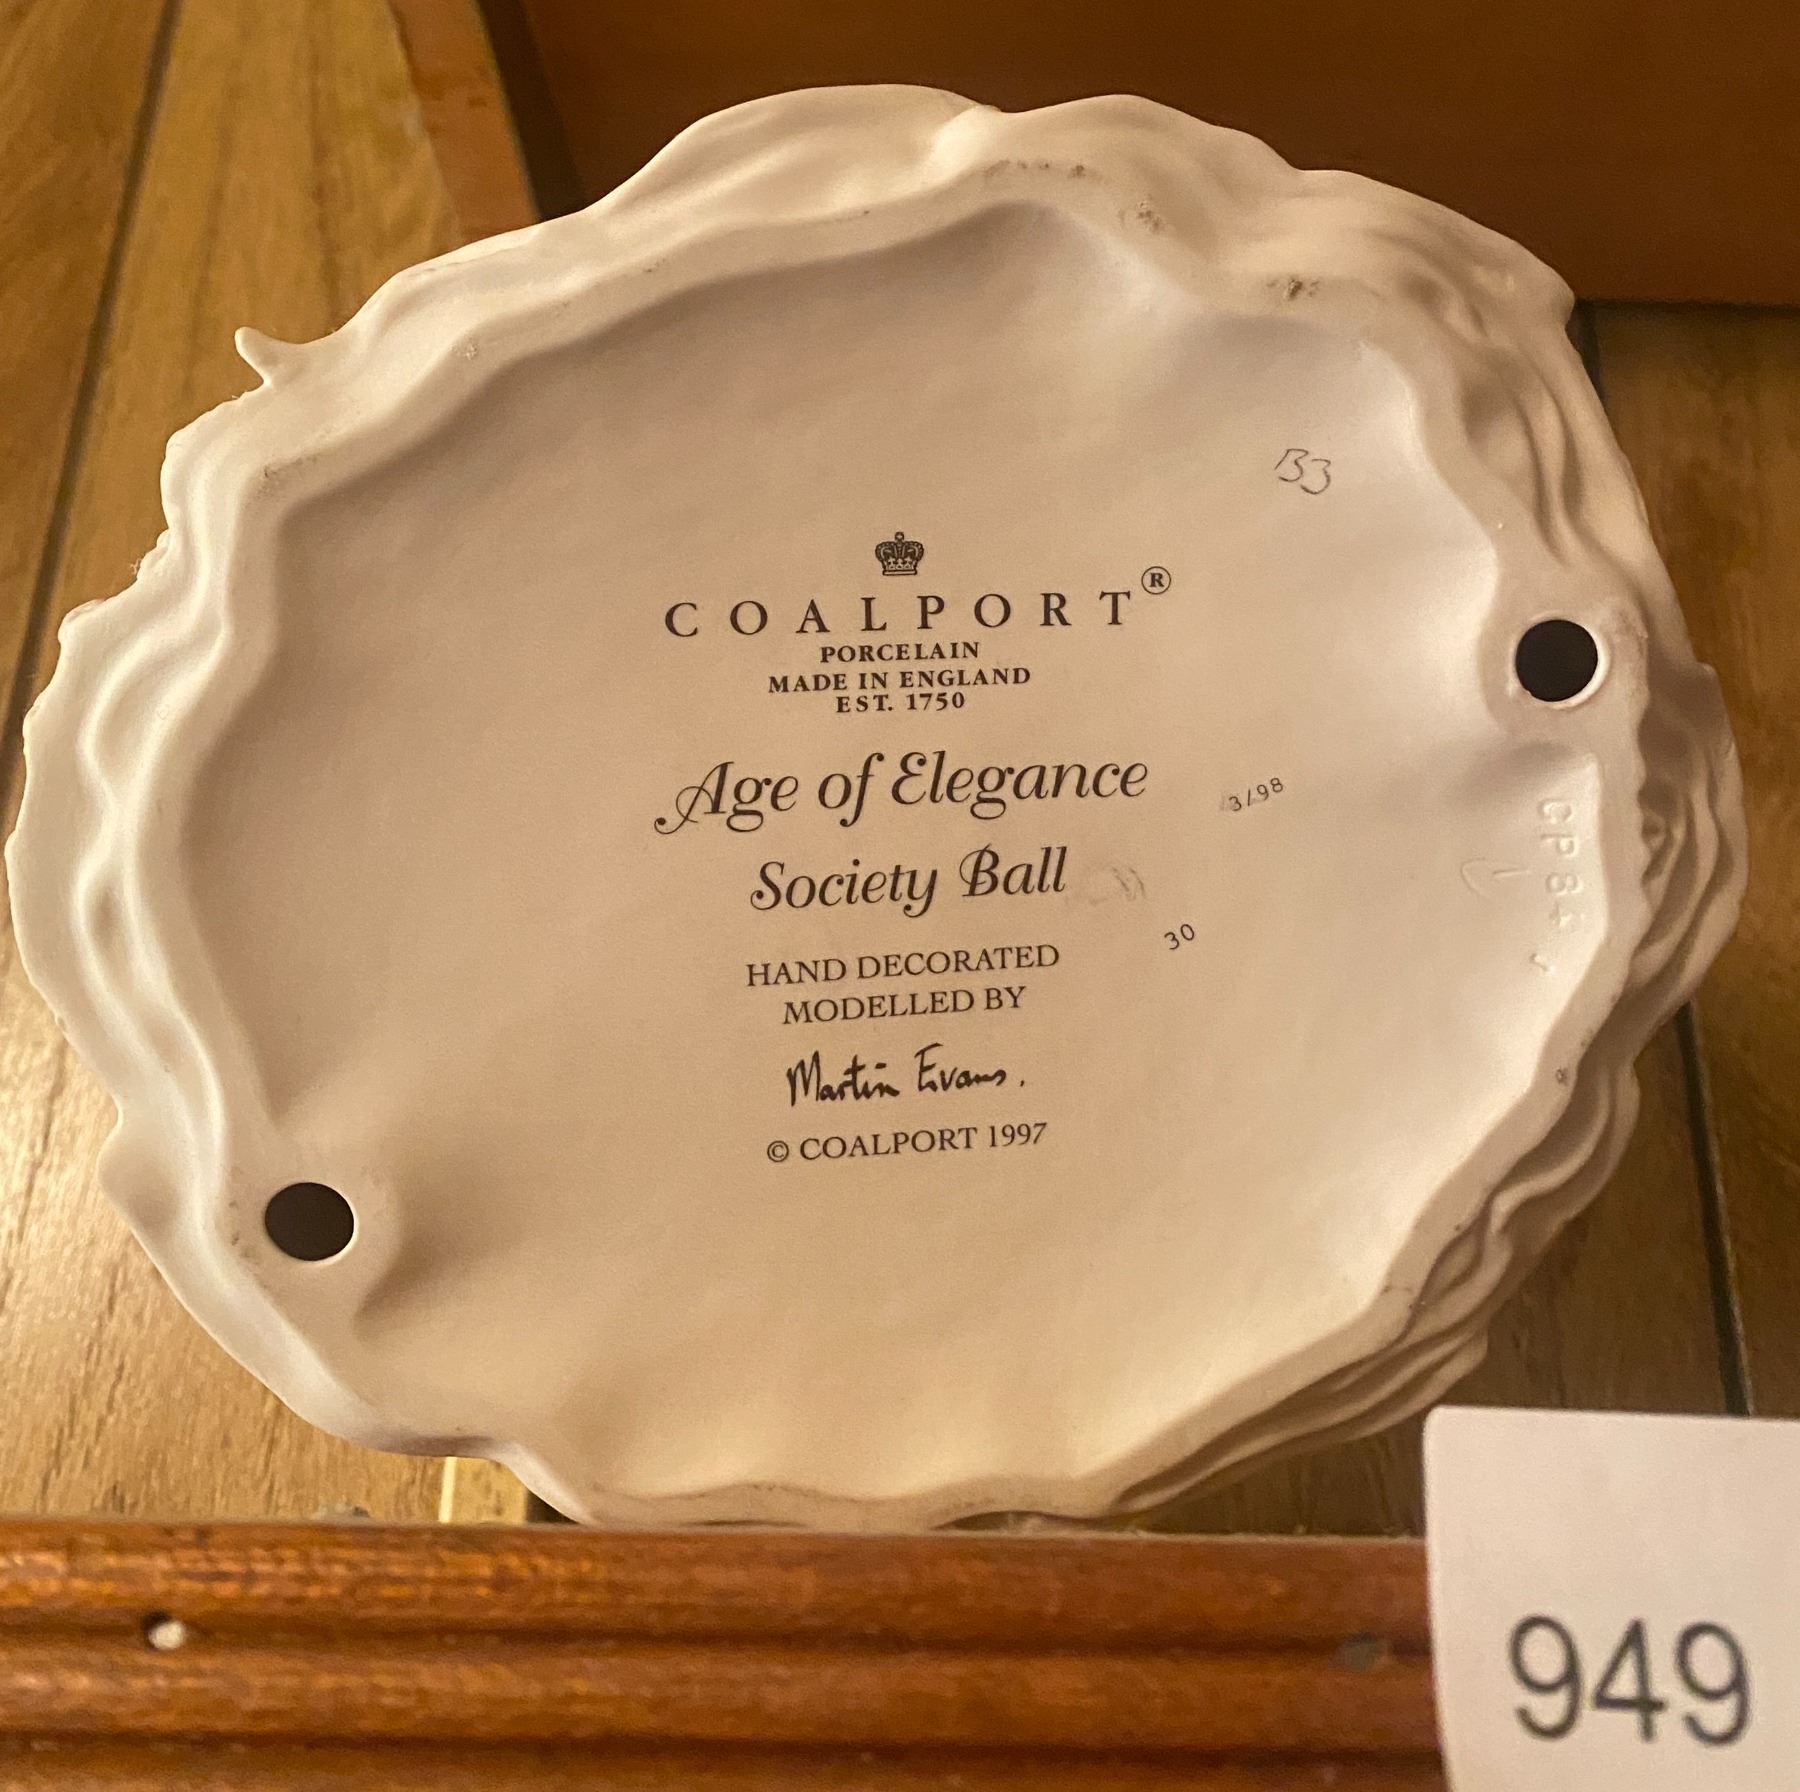 B3
COALPORT®
PORCELAIN
MADE IN ENGLAND
EST. 1750
Age of Elegance
3/98
Society Ball
30
HAND DECORATED
MODELLED BY
Martin Evans.
© COALPORT 1997
949